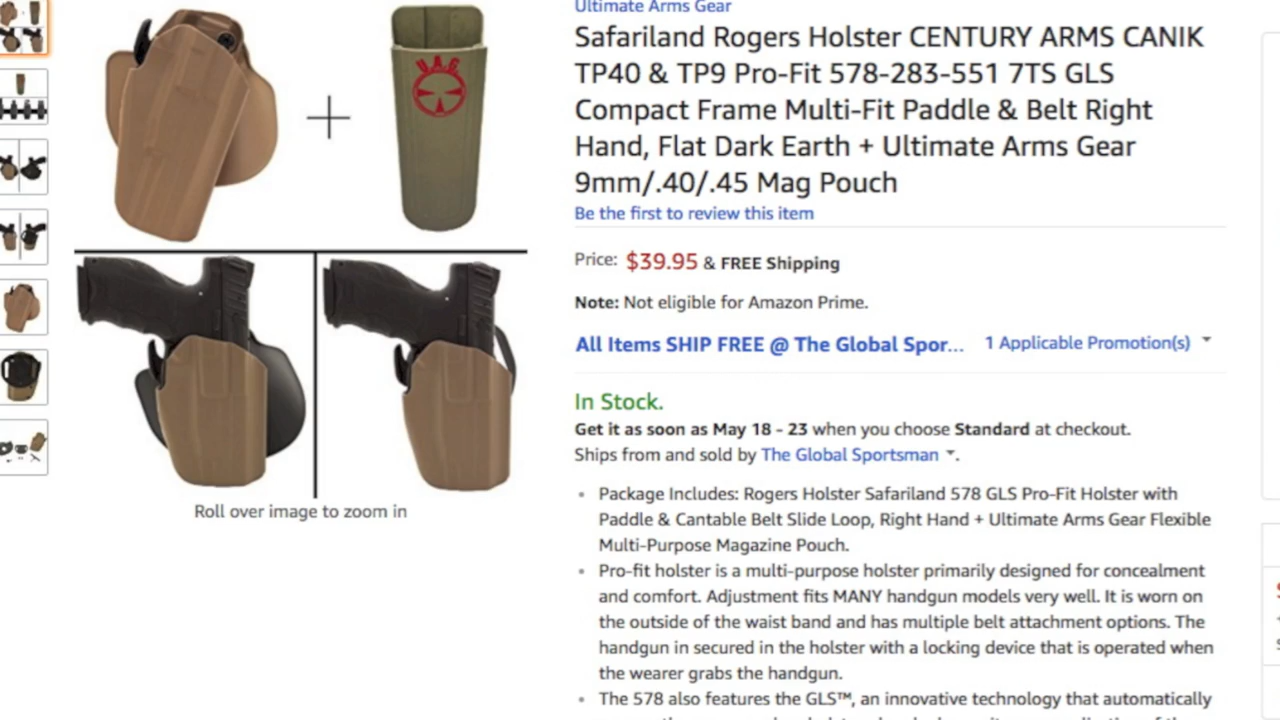 Ultimate Arms Gear
Safariland Rogers Holster CENTURY ARMS CANIK
TP40 & TP9 Pro-Fit 578-283-551 7TS GLS
Compact Frame Multi-Fit Paddle & Belt Right
Hand, Flat Dark Earth + Ultimate Arms Gear
9mm/.40/.45 Mag Pouch
Be the first to review this item
U.A.G.
Price: $39.95 & FREE Shipping
Note: Not eligible for Amazon Prime.
All Items SHIP FREE @ The Global Spor... 1 Applicable Promotion(s)
In Stock.
Get it as soon as May 18 - 23 when you choose Standard at checkout.
Ships from and sold by The Global Sportsman.
Roll over image to zoom in
Package Includes: Rogers Holster Safariland 578 GLS Pro-Fit Holster with
Paddle & Cantable Belt Slide Loop, Right Hand + Ultimate Arms Gear Flexible
Multi-Purpose Magazine Pouch.
Pro-fit holster is a multi-purpose holster primarily designed for concealment
and comfort. Adjustment fits MANY handgun models very well. It is worn on
the outside of the waist band and has multiple belt attachment options. The
handgun in secured in the holster with a locking device that is operated when
the wearer grabs the handgun.
The 578 also features the GLS™, an innovative technology that automatically